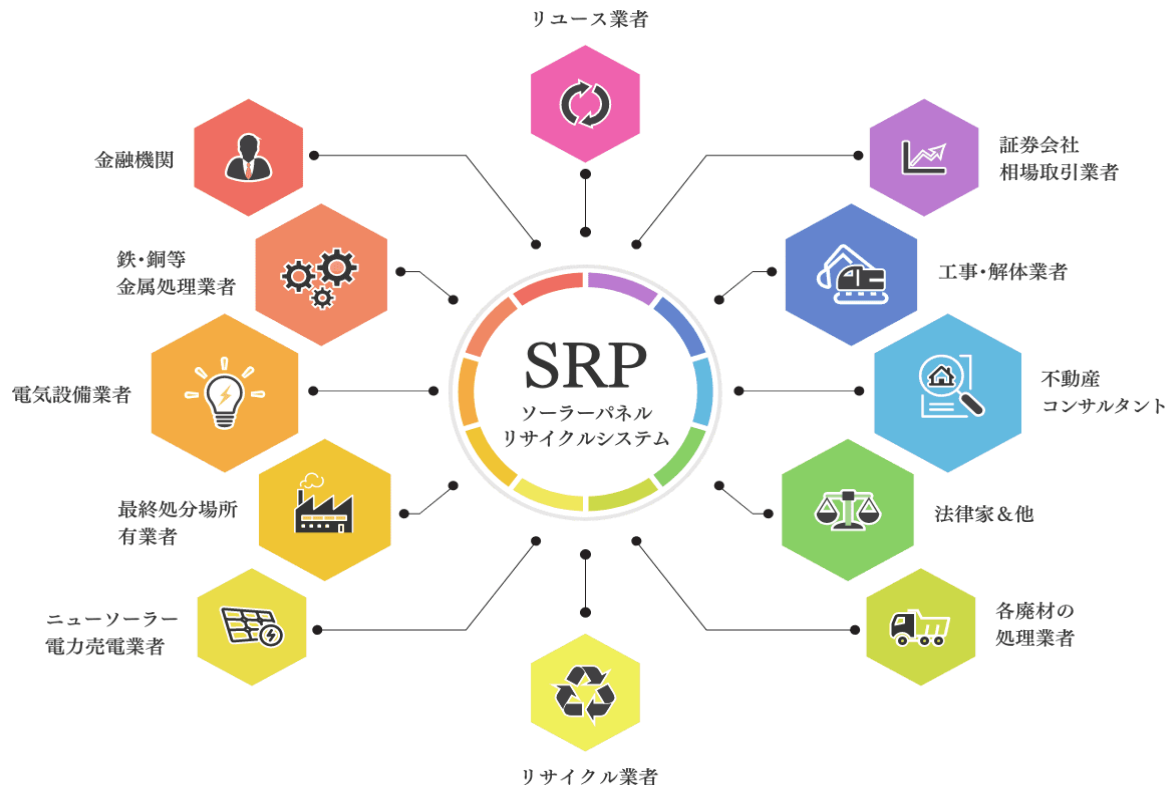 リユース業者
金融機関
証券会社
相場取引業者
鉄・銅等
金属処理業者
工事・解体業者
SRP
ソーラーパネル
リサイクルシステム
電気設備業者
不動産
コンサルタント
最終処分場所
有業者
法律家&他
ニューソーラー
電力売電業者
各廃材の
処理業者
リサイクル業者